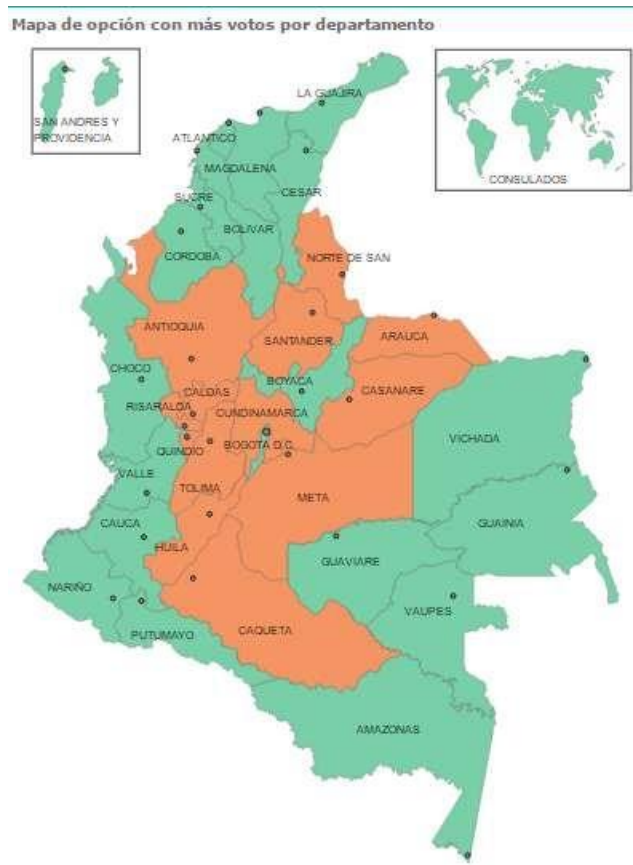 Mapa de opción con más votos por departamento
LA GUAJIRA
SAN ANDRES Y
PROVIDENCIA
ATLANTICO
MAGDALENA
CESAR
CONSULADOS
SUCRE
BOLIVAR
CORDOBA
NORTE DE SAN
ANTIOQUIA
SANTANDER
ARAUCA
CHOCO
BOYACA
CALDAS
CASANARE
RISARALDA
CUNDINAMARCA
BOGOTA D.C.
VICHADA
QUINDIO
VALLE
TOLIMA
META
CAUCA
GUAINIA
HUILA
GUAVIARE
NARIÑO
VAUPES
PUTUMAYO
CAQUETA
AMAZONAS